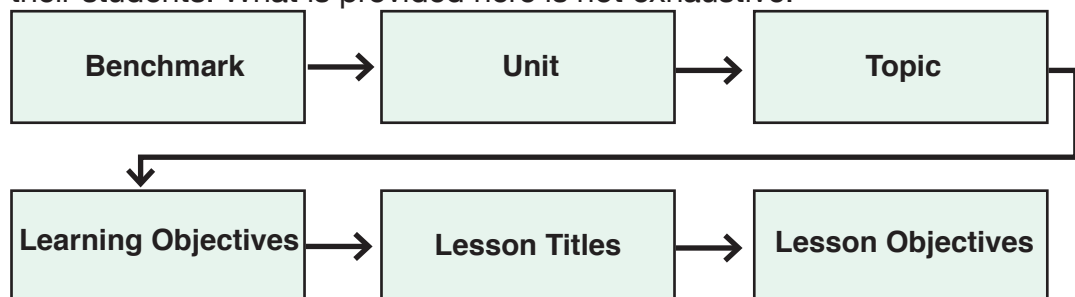 their students. What is provided here is not exhaustive.
Benchmark
Unit
Topic
Learning Objectives
Lesson Titles
Lesson Objectives